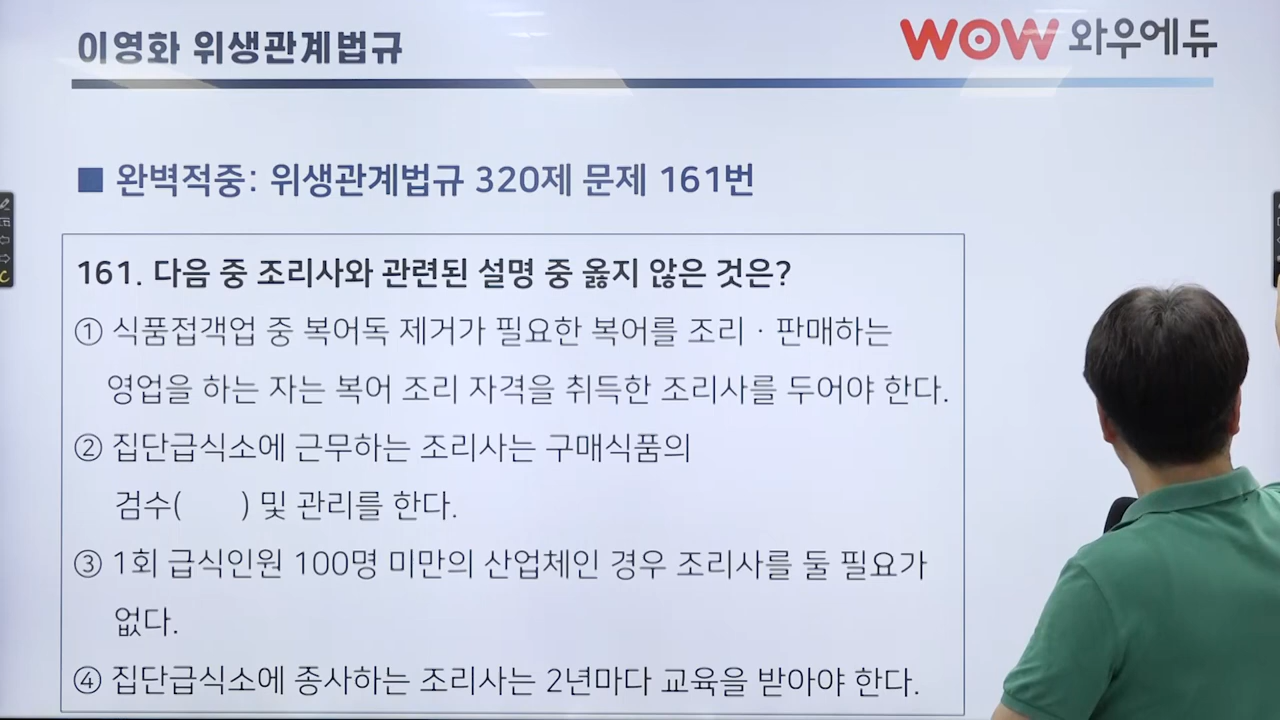 이영화 위생관계법규
WOW 와우에듀
■ 완벽적중: 위생관계법규 320제 문제 161번
161. 다음 중 조리사와 관련된 설명 중 옳지 않은 것은?
① 식품접객업 중 복어독 제거가 필요한 복어를 조리 · 판매하는
영업을 하는 자는 복어 조리 자격을 취득한 조리사를 두어야 한다.
② 집단급식소에 근무하는 조리사는 구매식품의
검수( ) 및 관리를 한다.
③ 1회 급식인원 100명 미만의 산업체인 경우 조리사를 둘 필요가
없다.
④ 집단급식소에 종사하는 조리사는 2년마다 교육을 받아야 한다.